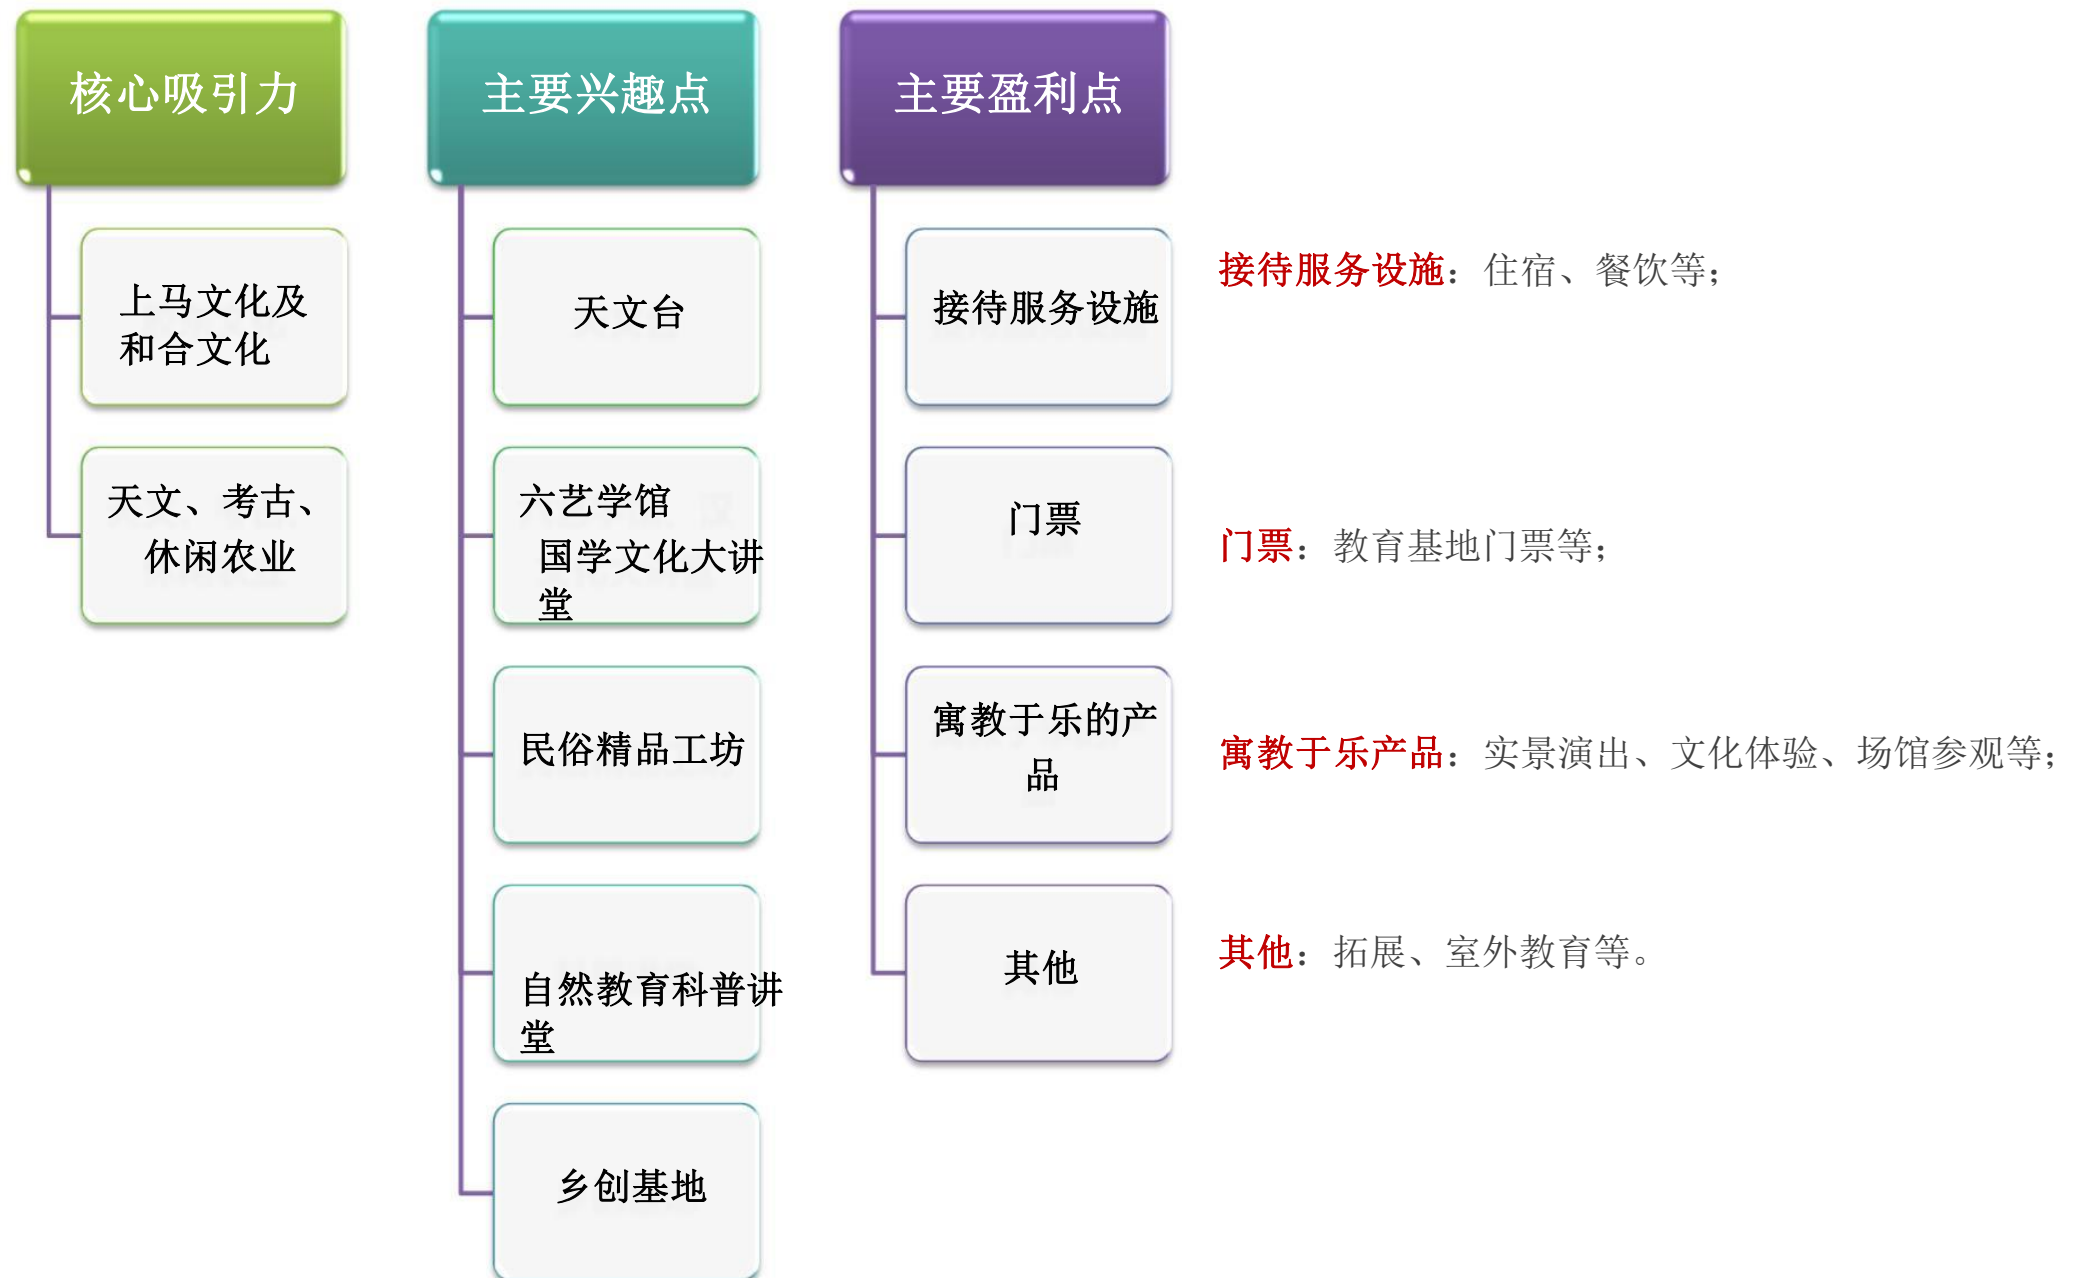 核心吸引力
上马文化及
和合文化
天文、考古、
休闲农业
主要兴趣点
天文台
六艺学馆
国学文化大讲
堂
民俗精品工坊
自然教育科普讲
堂
乡创基地
主要盈利点
接待服务设施
门票
寓教于乐的产
品
其他
接待服务设施：住宿、餐饮等；
门票：教育基地门票等；
寓教于乐产品：实景演出、文化体验、场馆参观等；
其他：拓展、室外教育等。